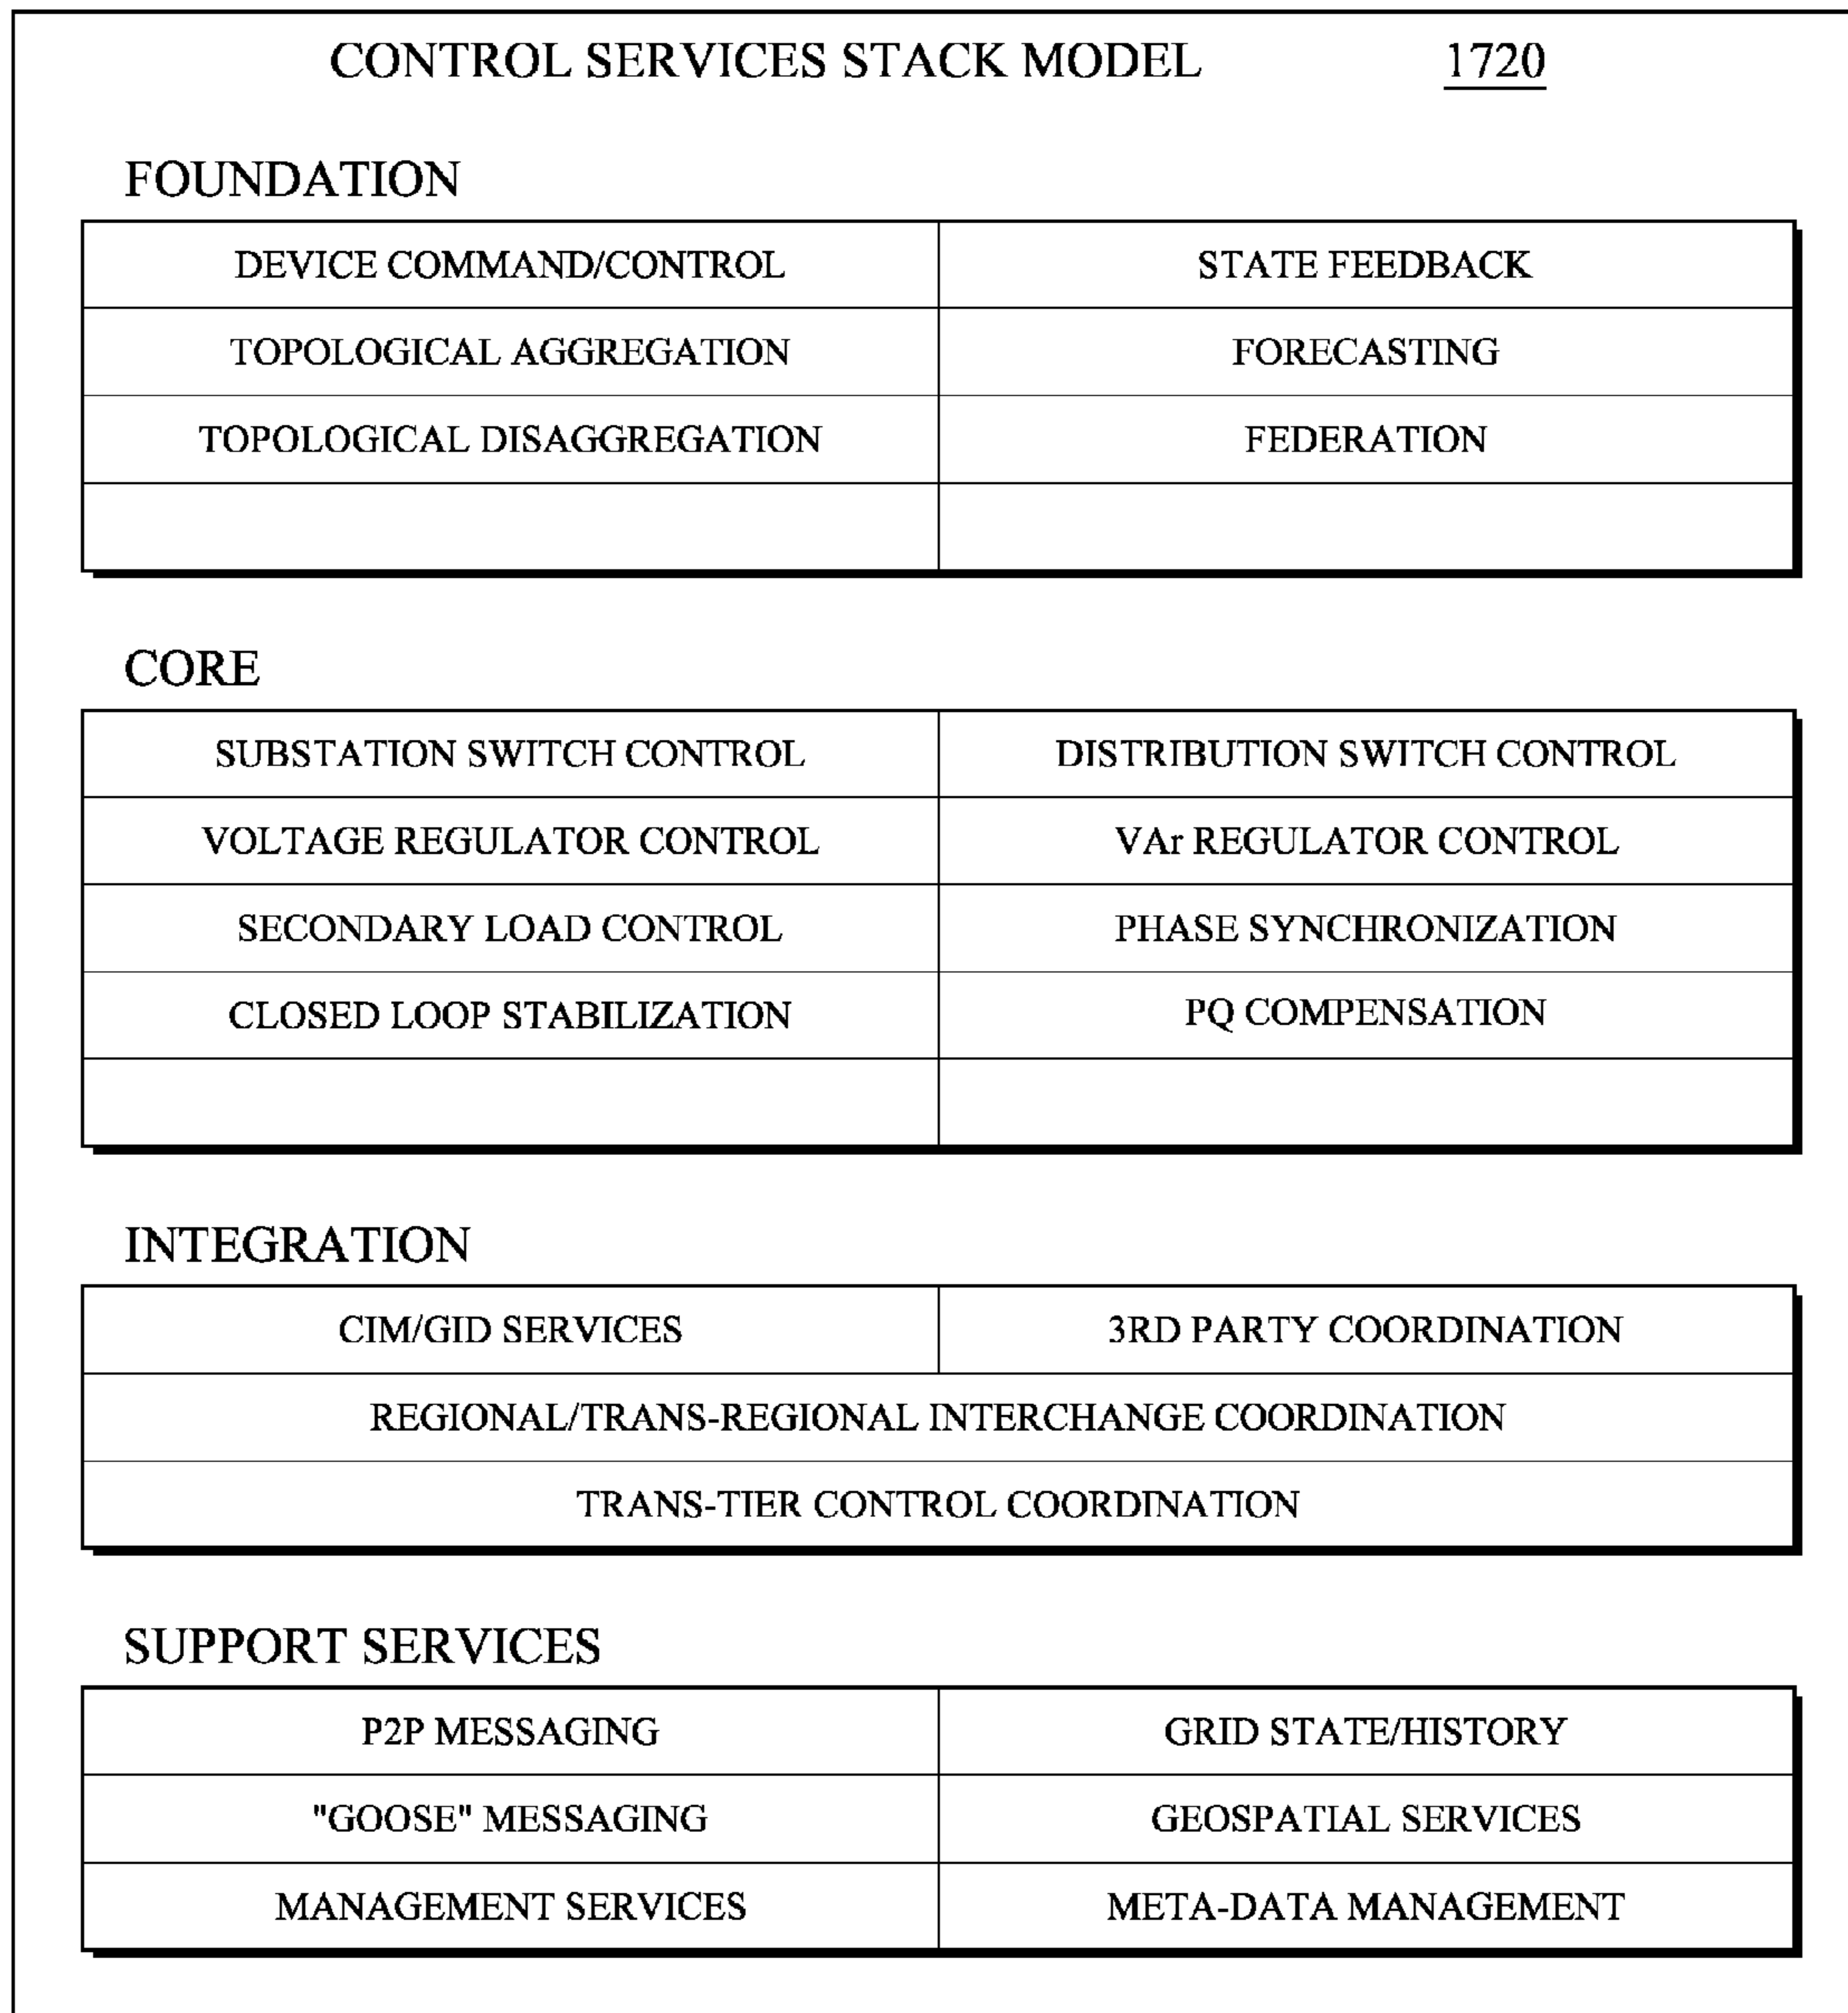 CONTROL SERVICES STACK MODEL 1720
FOUNDATION
DEVICE COMMAND/CONTROL
STATE FEEDBACK
TOPOLOGICAL AGGREGATION
FORECASTING
TOPOLOGICAL DISAGGREGATION
FEDERATION
CORE
SUBSTATION SWITCH CONTROL
DISTRIBUTION SWITCH CONTROL
VOLTAGE REGULATOR CONTROL
VAr REGULATOR CONTROL
SECONDARY LOAD CONTROL
PHASE SYNCHRONIZATION
CLOSED LOOP STABILIZATION
PQ COMPENSATION
INTEGRATION
CIM/GID SERVICES
3RD PARTY COORDINATION
REGIONAL/TRANS-REGIONAL INTERCHANGE COORDINATION
TRANS-TIER CONTROL COORDINATION
SUPPORT SERVICES
P2P MESSAGING
GRID STATE/HISTORY
"GOOSE" MESSAGING
GEOSPATIAL SERVICES
MANAGEMENT SERVICES
META-DATA MANAGEMENT